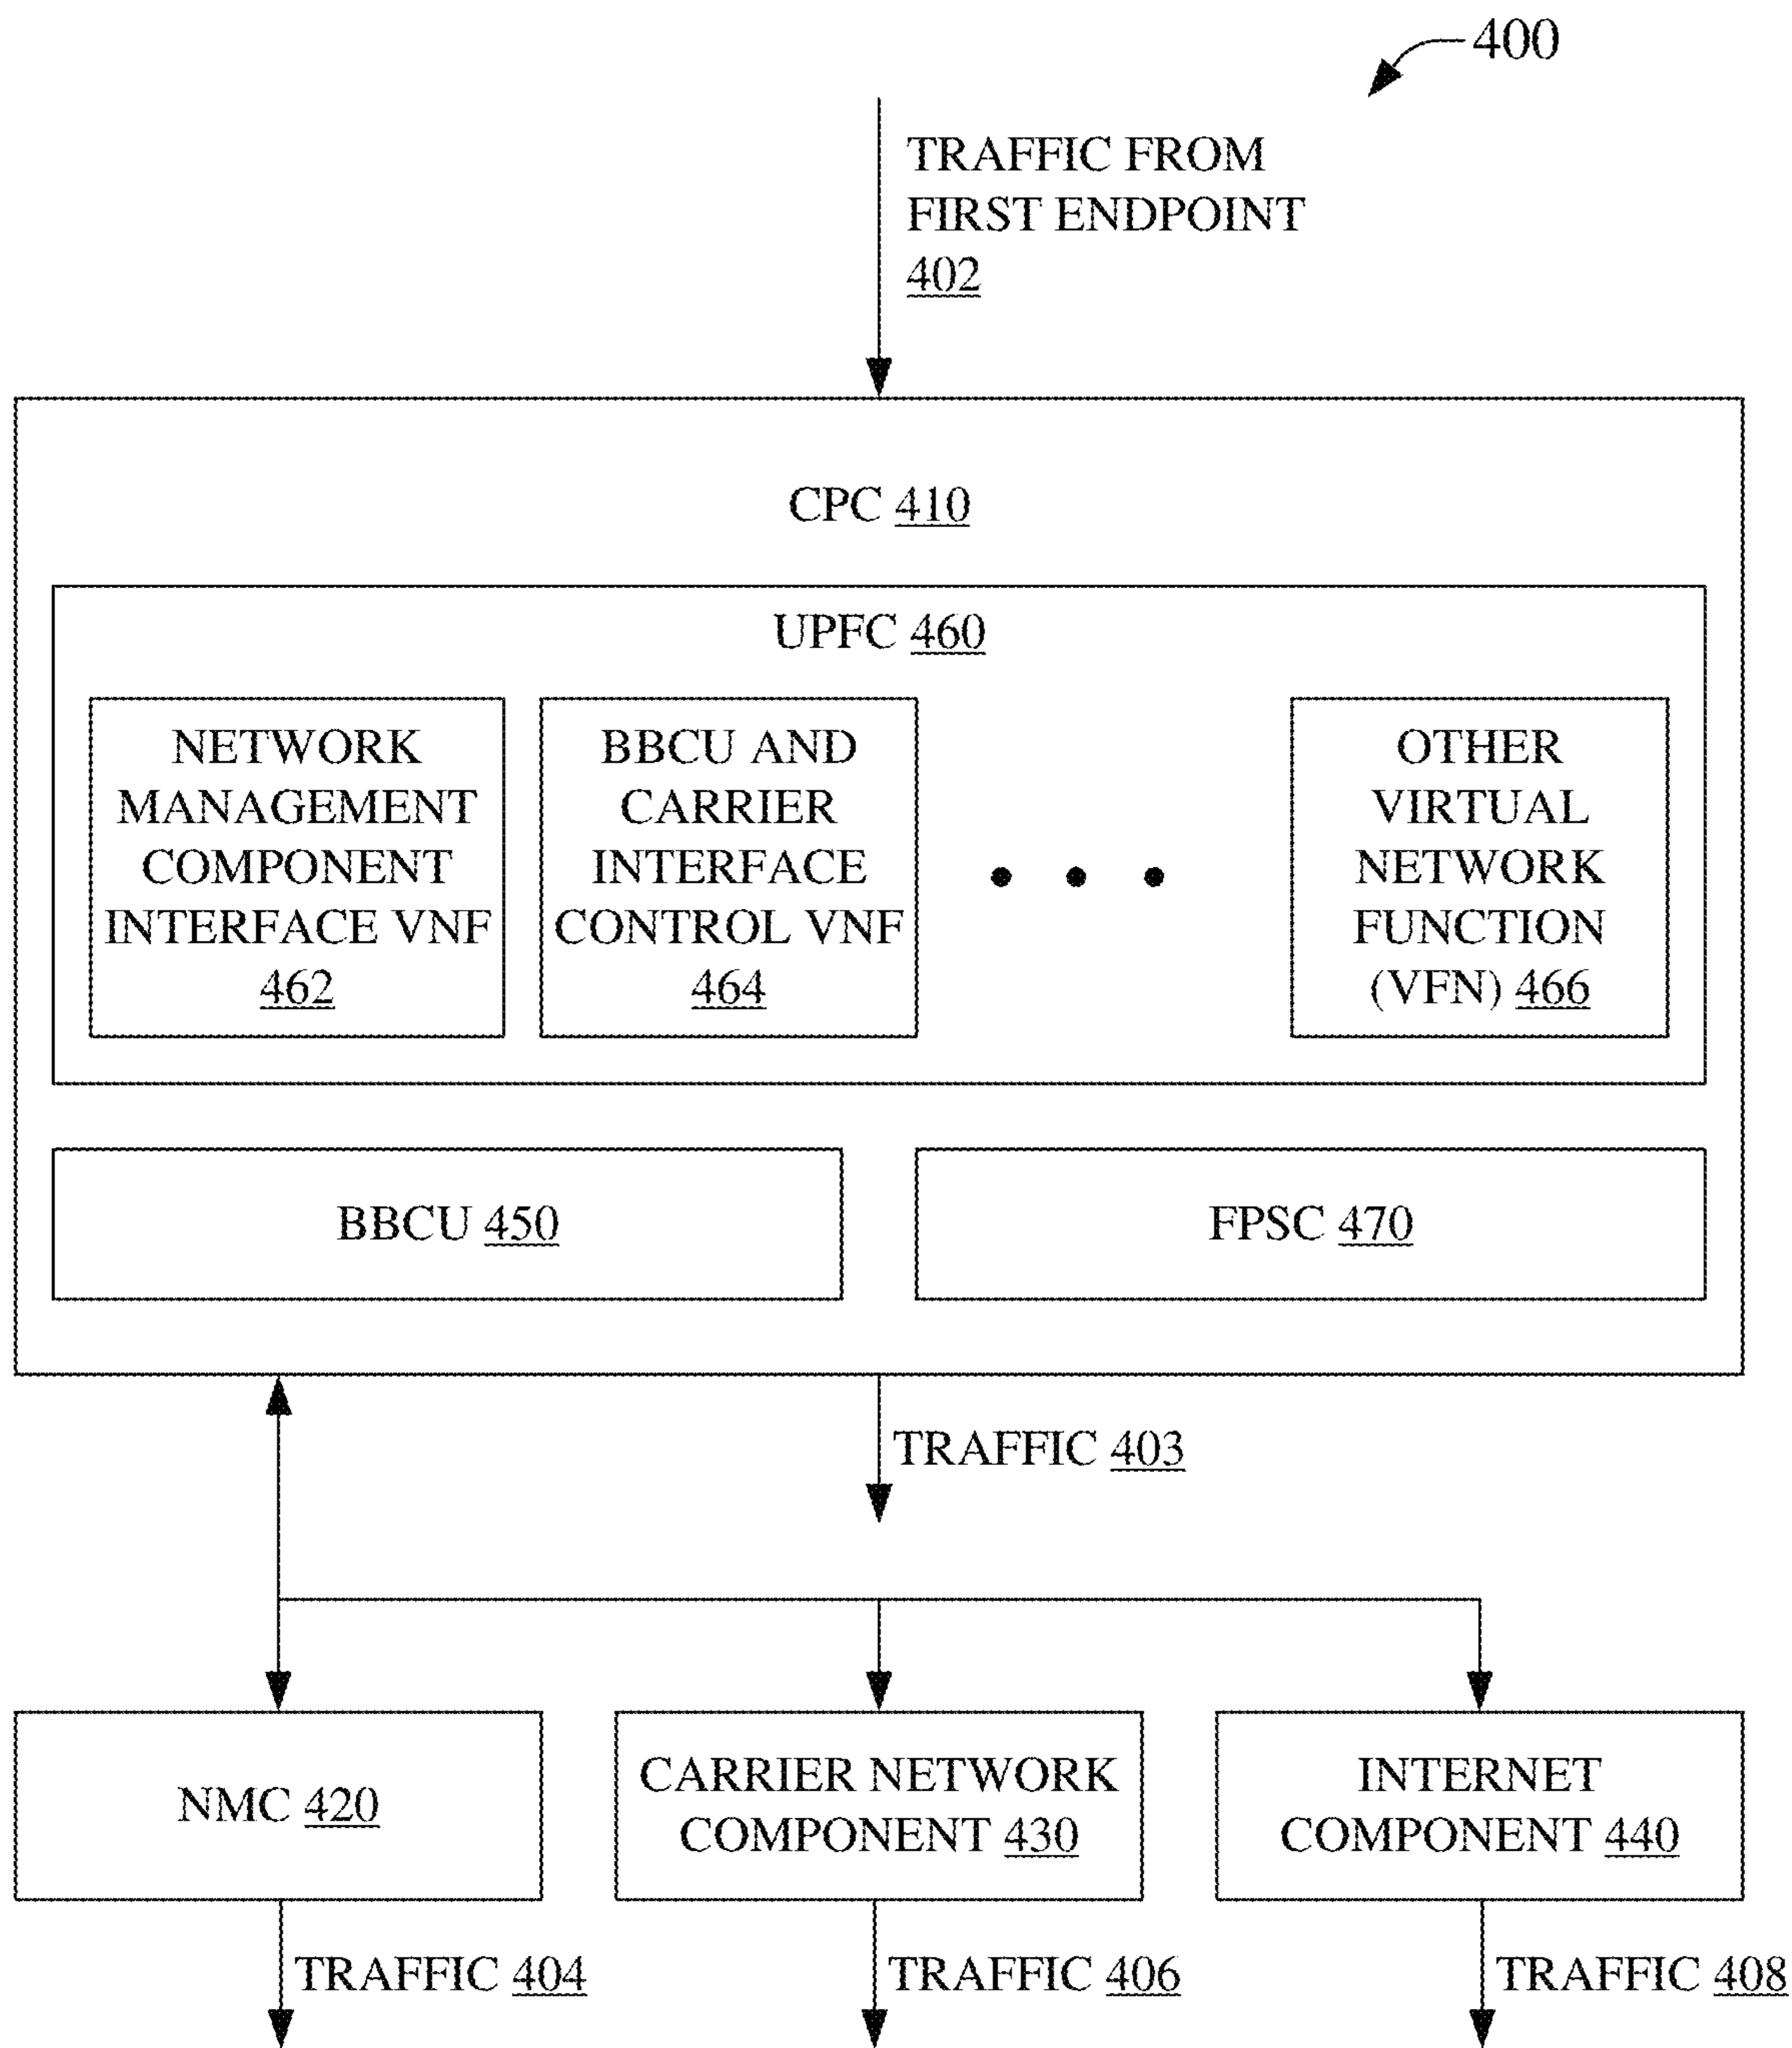 400
TRAFFIC FROM
FIRST ENDPOINT
402
CPC 410
UPFC 460
NETWORK
MANAGEMENT
COMPONENT
INTERFACE VNF
462
BBCU AND
CARRIER
INTERFACE
CONTROL VNF
464
OTHER
VIRTUAL
NETWORK
FUNCTION
(VFN) 466
BBCU 450
FPSC 470
TRAFFIC 403
NMC 420
CARRIER NETWORK
COMPONENT 430
INTERNET
COMPONENT 440
TRAFFIC 404
TRAFFIC 406
TRAFFIC 408